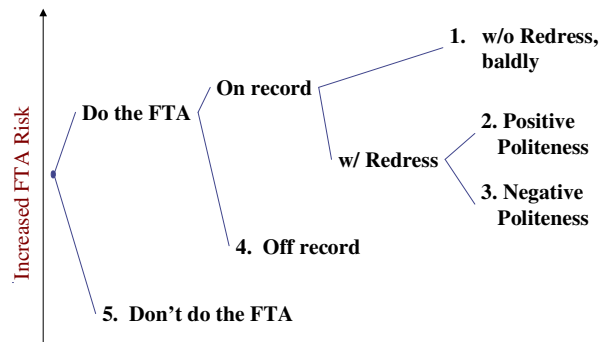 1. w/o Redress,
baldly
On record
Do the FTA
2. Positive
Politeness
w/ Redress
3. Negative
Politeness
4. Off record
5. Don't do the FTA
Increased FTA Risk